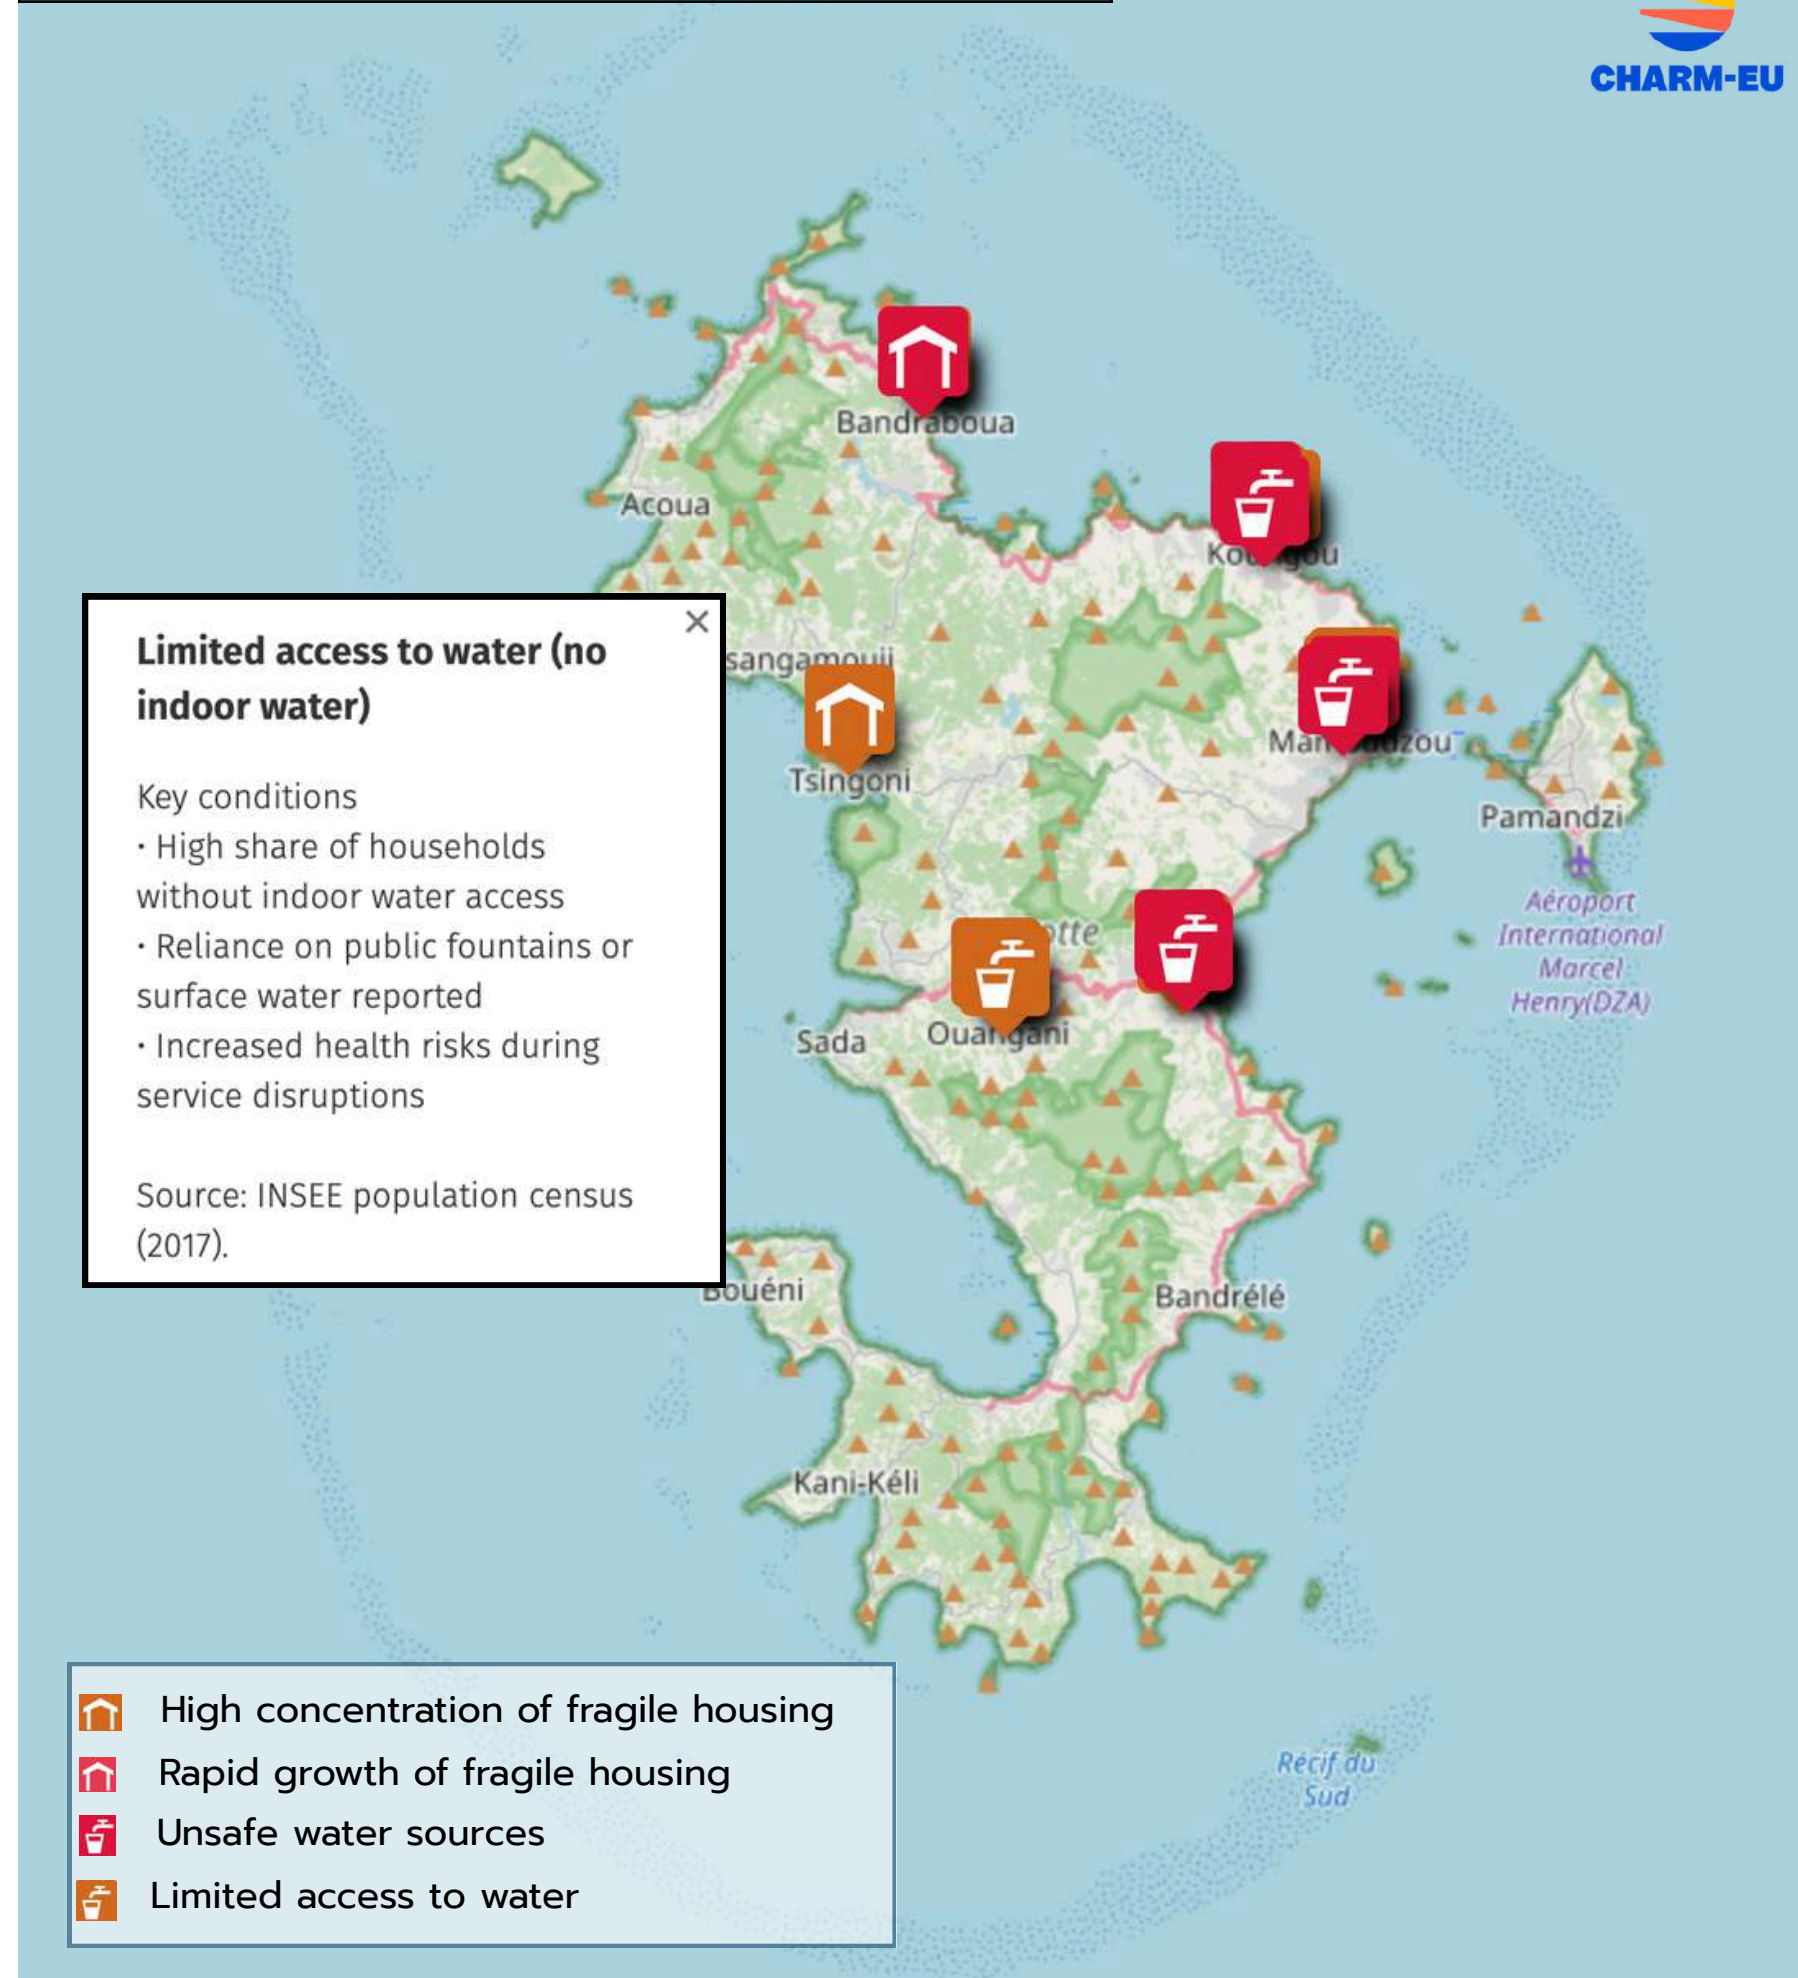 CHARM-EU
Bandraboua
Acoua
Limited access to water (no
indoor water)
×
Key conditions
· High share of households
without indoor water access
· Reliance on public fountains or
surface water reported
· Increased health risks during
service disruptions
Source: INSEE population census
(2017).
Tsingoni
Pamandzi
Aéroport
International
Marcel
Henry(DZA)
Sada
Ouangani
Bouéni
Bandrélé
Kani-Kéli
Récif du
Sud
High concentration of fragile housing
Rapid growth of fragile housing
Unsafe water sources
Limited access to water